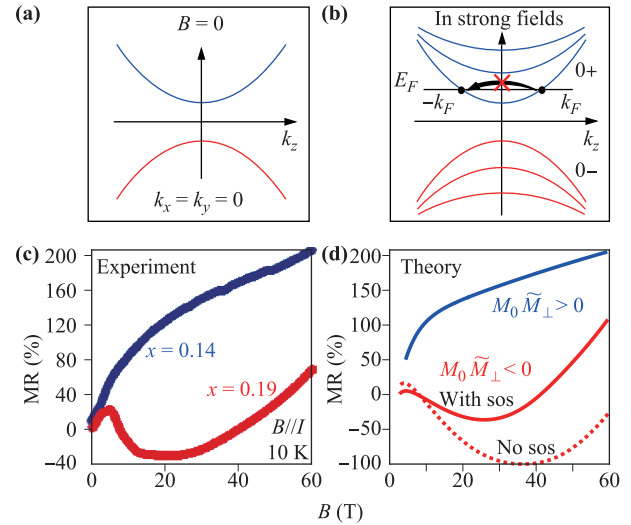 (a)
B = 0
k_z
k_x = k_y = 0
(b)
In strong fields
0+
E_F
−k_F
k_F
k_z
0−
(c)
200
160
120
80
40
0
−40
MR (%)
Experiment
x = 0.14
x = 0.19
B//I
10 K
0
20
40
60
(d)
200
150
100
50
0
−50
−100
MR (%)
Theory
M₀ M̃⊥ > 0
M₀ M̃⊥ < 0
With sos
No sos
0
20
40
60
B (T)